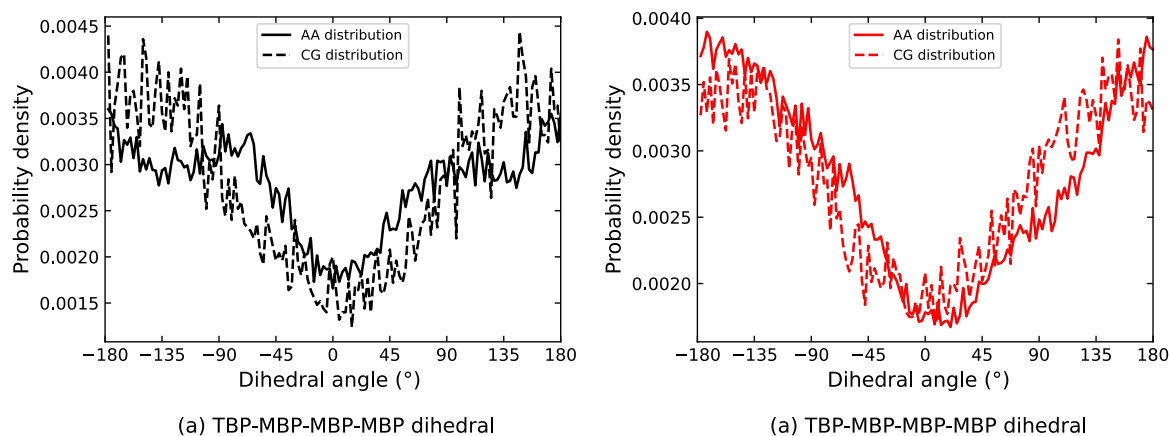 AA distribution
CG distribution
Probability density
0.0045
0.0040
0.0035
0.0030
0.0025
0.0020
0.0015
−180 −135 −90 −45 0 45 90 135 180
Dihedral angle (°)
(a) TBP-MBP-MBP-MBP dihedral
AA distribution
CG distribution
Probability density
0.0040
0.0035
0.0030
0.0025
0.0020
−180 −135 −90 −45 0 45 90 135 180
Dihedral angle (°)
(a) TBP-MBP-MBP-MBP dihedral